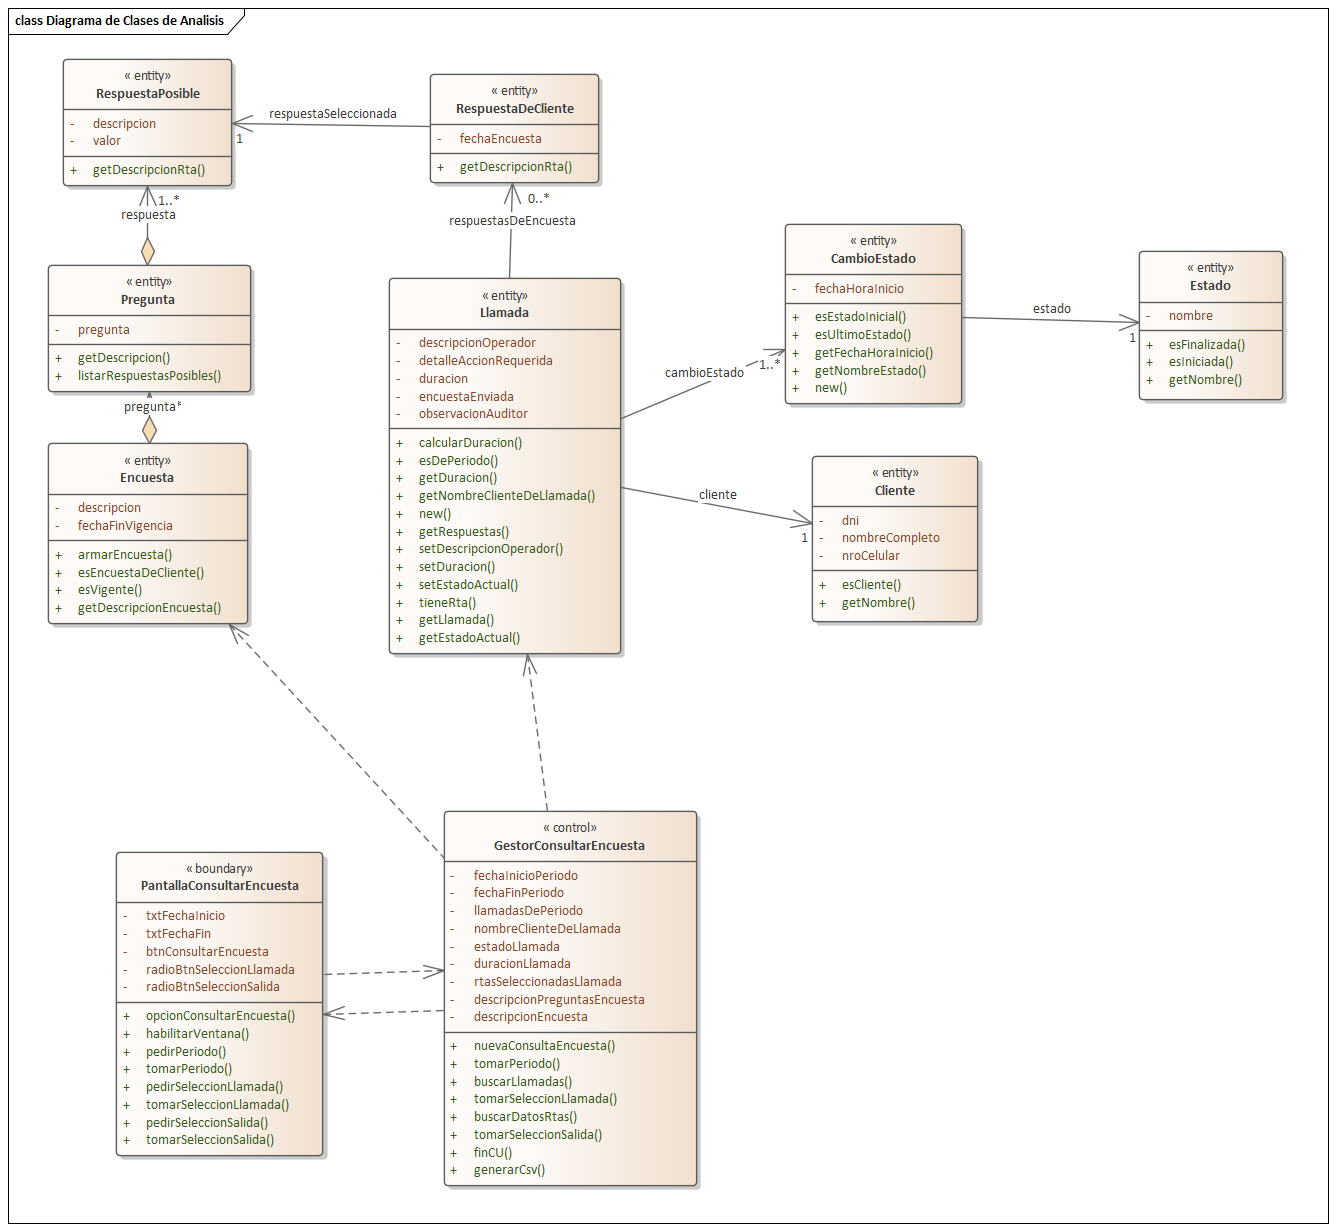 class Diagrama de Clases de Analisis
« entity»
RespuestaPosible
- descripcion
- valor
+ getDescripcionRta()
respuestaSeleccionada
1
« entity»
RespuestaDeCliente
- fechaEncuesta
+ getDescripcionRta()
1..*
respuesta
0..*
respuestasDeEncuesta
« entity»
Pregunta
- pregunta
+ getDescripcion()
+ listarRespuestasPosibles()
pregunta*
« entity»
Encuesta
- descripcion
- fechaFinVigencia
+ armarEncuesta()
+ esEncuestaDeCliente()
+ esVigente()
+ getDescripcionEncuesta()
« entity»
Llamada
- descripcionOperador
- detalleAccionRequerida
- duracion
- encuestaEnviada
- observacionAuditor
+ calcularDuracion()
+ esDePeriodo()
+ getDuracion()
+ getNombreClienteDeLlamada()
+ new()
+ getRespuestas()
+ setDescripcionOperador()
+ setDuracion()
+ setEstadoActual()
+ tieneRta()
+ getLlamada()
+ getEstadoActual()
cambioEstado
1..*
« entity»
CambioEstado
- fechaHoraInicio
+ esEstadoInicial()
+ esUltimoEstado()
+ getFechaHoraInicio()
+ getNombreEstado()
+ new()
estado
1
« entity»
Estado
- nombre
+ esFinalizada()
+ esIniciada()
+ getNombre()
cliente
1
« entity»
Cliente
- dni
- nombreCompleto
- nroCelular
+ esCliente()
+ getNombre()
« boundary»
PantallaConsultarEncuesta
- txtFechaInicio
- txtFechaFin
- btnConsultarEncuesta
- radioBtnSeleccionLlamada
- radioBtnSeleccionSalida
+ opcionConsultarEncuesta()
+ habilitarVentana()
+ pedirPeriodo()
+ tomarPeriodo()
+ pedirSeleccionLlamada()
+ tomarSeleccionLlamada()
+ pedirSeleccionSalida()
+ tomarSeleccionSalida()
« control»
GestorConsultarEncuesta
- fechaInicioPeriodo
- fechaFinPeriodo
- llamadasDePeriodo
- nombreClienteDeLlamada
- estadoLlamada
- duracionLlamada
- rtasSeleccionadasLlamada
- descripcionPreguntasEncuesta
- descripcionEncuesta
+ nuevaConsultaEncuesta()
+ tomarPeriodo()
+ buscarLlamadas()
+ tomarSeleccionLlamada()
+ buscarDatosRtas()
+ tomarSeleccionSalida()
+ finCU()
+ generarCsv()